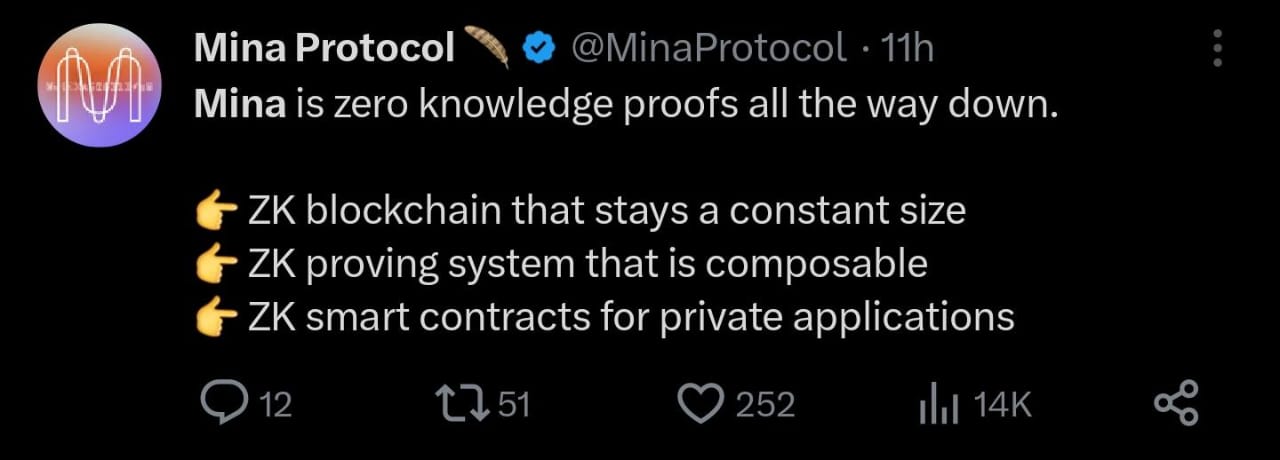 Mina Protocol🪶 @MinaProtocol · 11h
Mina is zero knowledge proofs all the way down.
👉 ZK blockchain that stays a constant size
👉 ZK proving system that is composable
👉 ZK smart contracts for private applications
12 51 252 14K